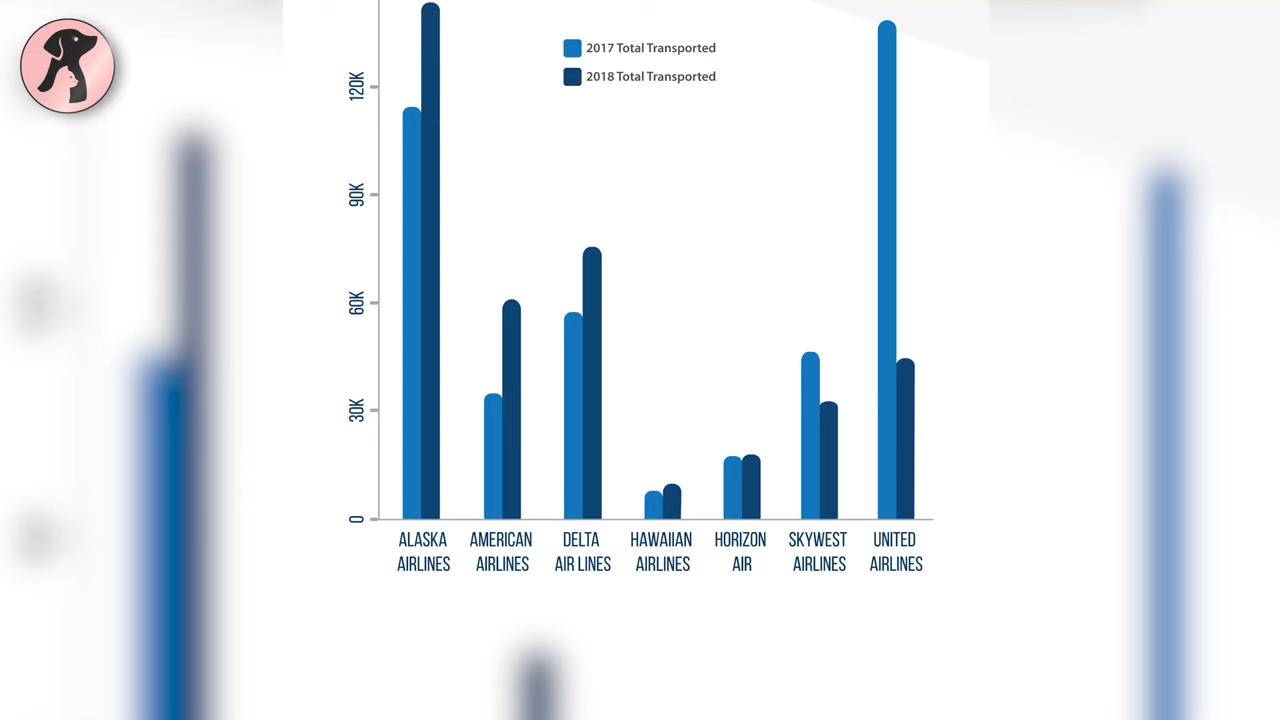 2017 Total Transported
2018 Total Transported
120K
90K
60K
30K
0
ALASKA AIRLINES
AMERICAN AIRLINES
DELTA AIR LINES
HAWAIIAN AIRLINES
HORIZON AIR
SKYWEST AIRLINES
UNITED AIRLINES